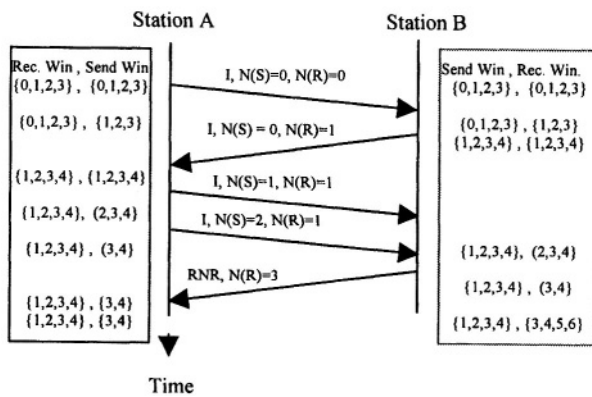 Station A
Station B
Rec. Win , Send Win
{0,1,2,3} , {0,1,2,3}
{0,1,2,3} , {1,2,3}
{1,2,3,4} , {1,2,3,4}
{1,2,3,4} , (2,3,4}
{1,2,3,4} , (3,4}
{1,2,3,4} , {3,4}
{1,2,3,4} , {3,4}
I, N(S)=0, N(R)=0
I, N(S) = 0, N(R)=1
I, N(S)=1, N(R)=1
I, N(S)=2, N(R)=1
RNR, N(R)=3
Send Win , Rec. Win.
{0,1,2,3} , {0,1,2,3}
{0,1,2,3} , {1,2,3}
{1,2,3,4} , {1,2,3,4}
{1,2,3,4}, (2,3,4}
{1,2,3,4} , (3,4}
{1,2,3,4} , {3,4,5,6}
Time